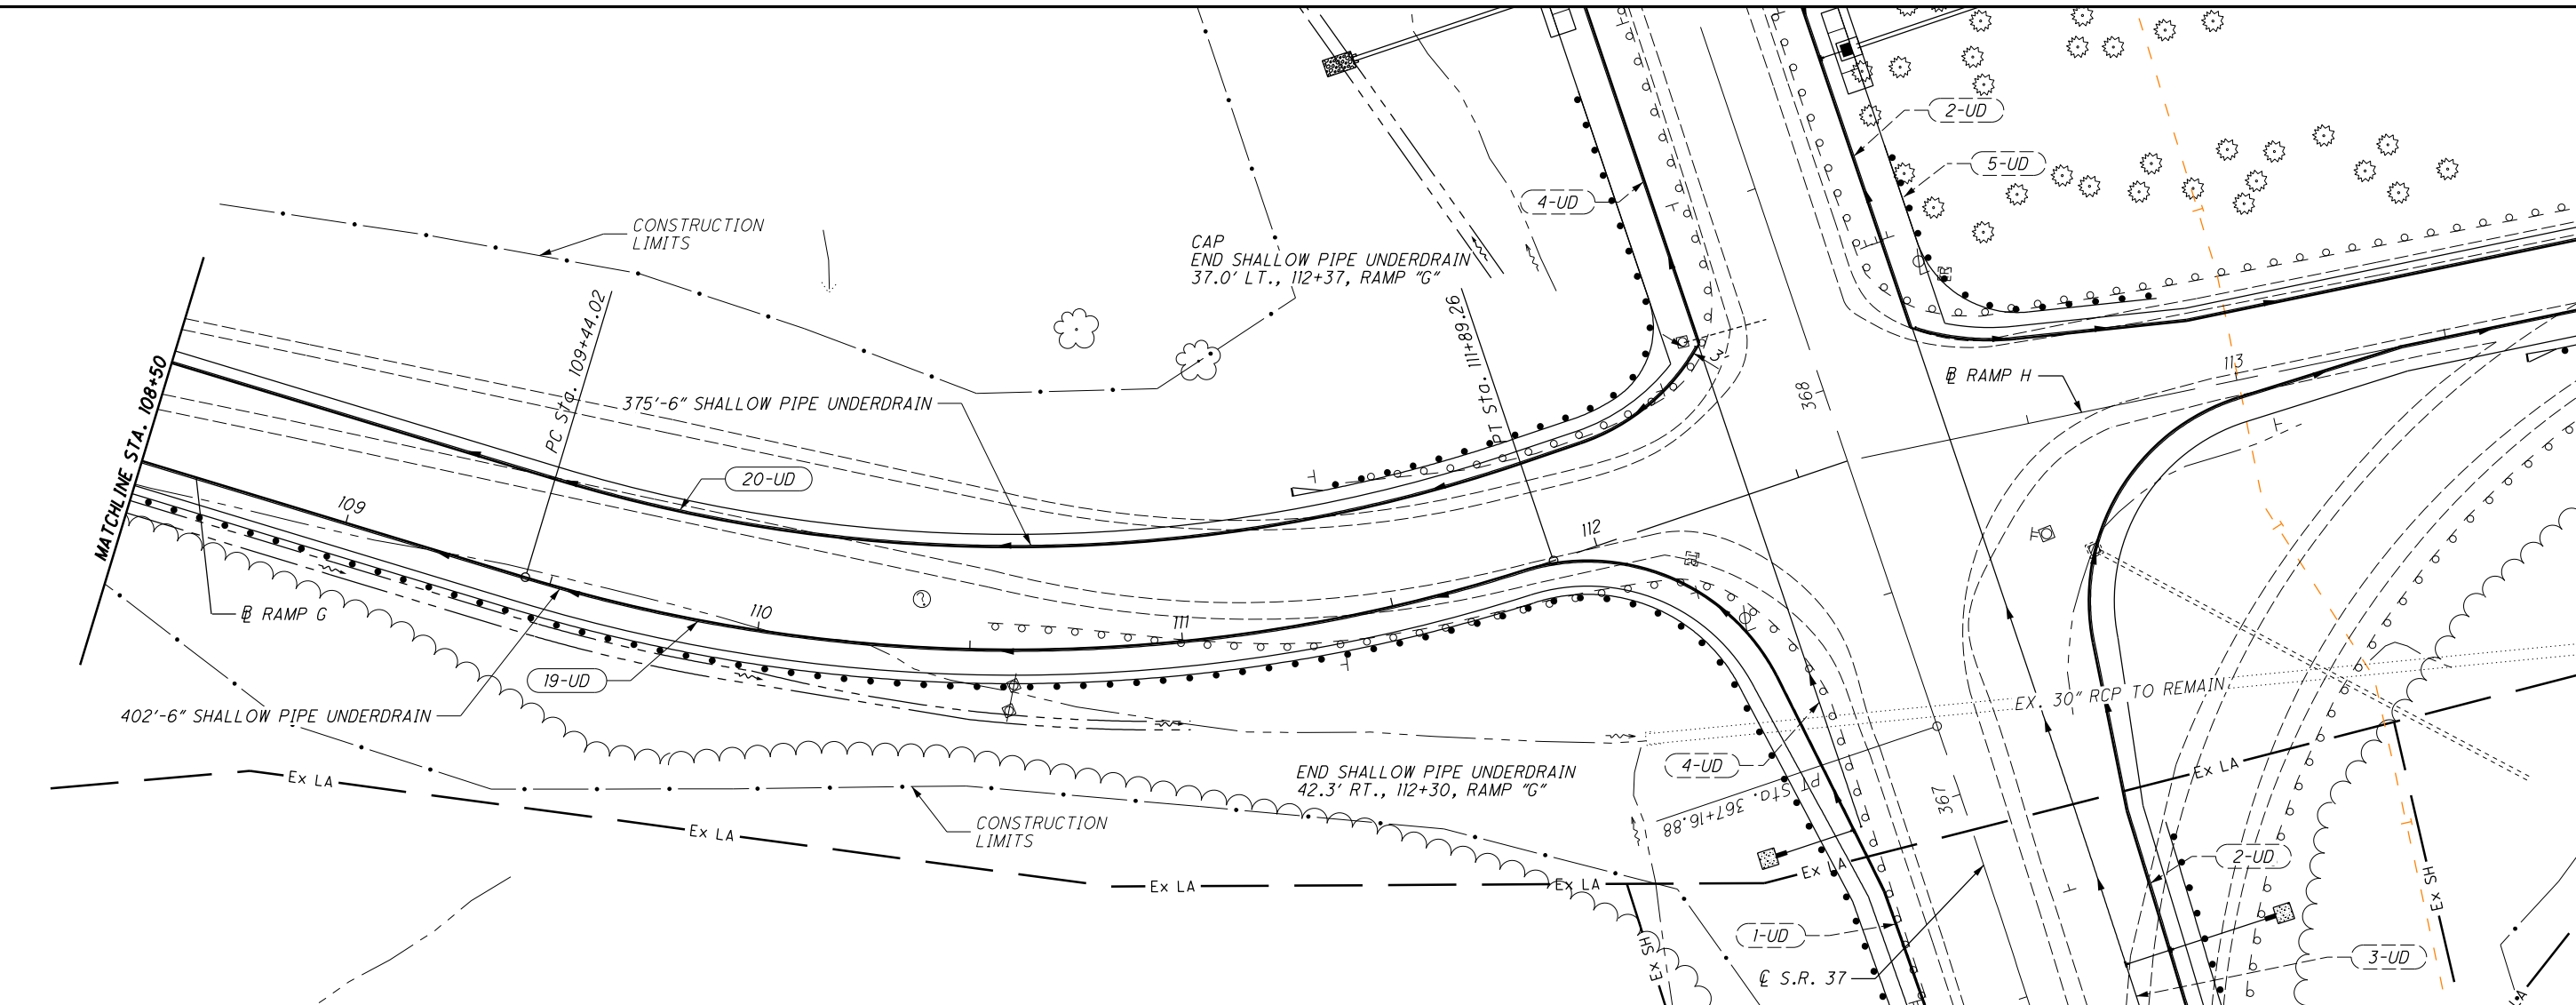 2-UD
5-UD
4-UD
CONSTRUCTION
LIMITS
CAP
END SHALLOW PIPE UNDERDRAIN
37.0' LT., 112+37, RAMP "G"
PC Sta. 109+44.02
PT Sta. 111+89.26
MATCHLINE STA. 108+50
375'-6" SHALLOW PIPE UNDERDRAIN
20-UD
109
110
111
112
113
368
367
BL RAMP H
BL RAMP G
19-UD
402'-6" SHALLOW PIPE UNDERDRAIN
EX. 30" RCP TO REMAIN
4-UD
PT Sta. 367+16.88
END SHALLOW PIPE UNDERDRAIN
42.3' RT., 112+30, RAMP "G"
CONSTRUCTION
LIMITS
Ex LA
Ex LA
Ex LA
Ex LA
Ex LA
Ex LA
Ex SH
Ex SH
1-UD
2-UD
3-UD
CL S.R. 37